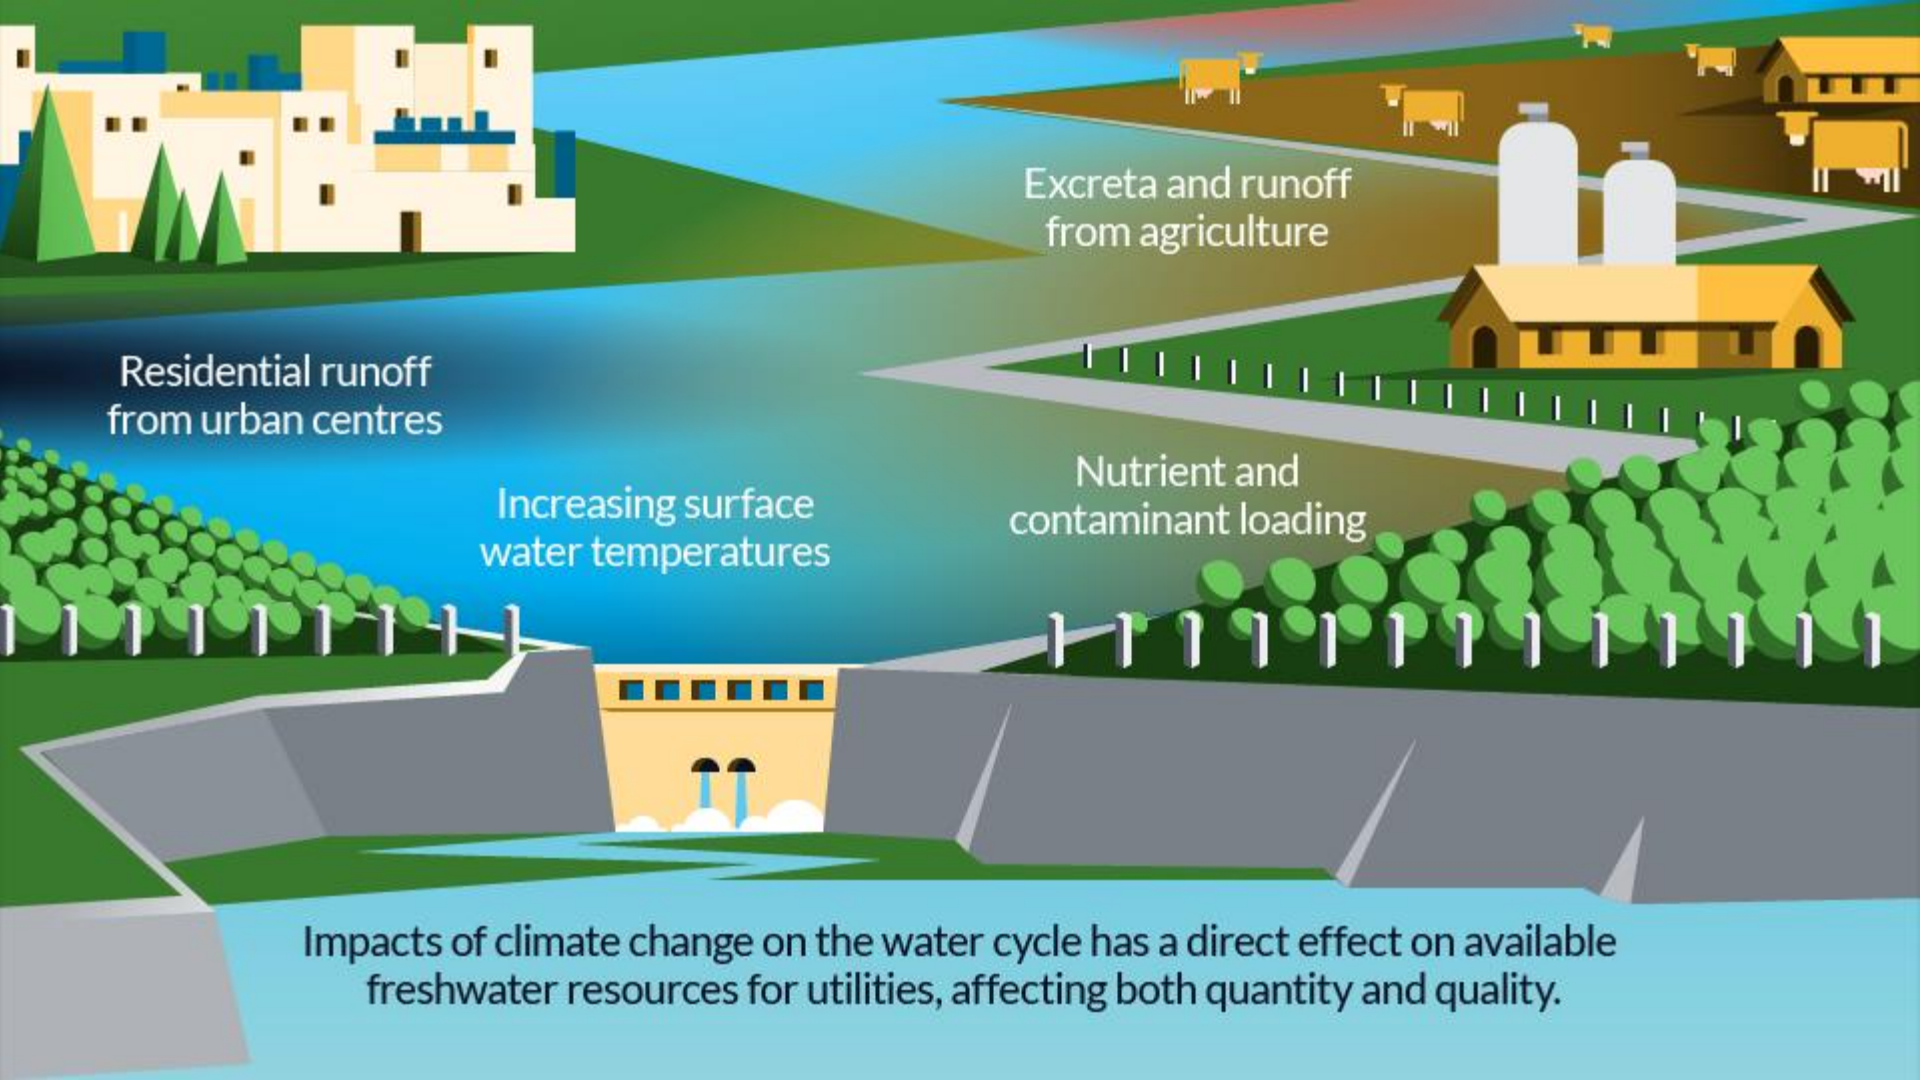 Excreta and runoff
from agriculture
Residential runoff
from urban centres
Nutrient and
contaminant loading
Increasing surface
water temperatures
Impacts of climate change on the water cycle has a direct effect on available
freshwater resources for utilities, affecting both quantity and quality.